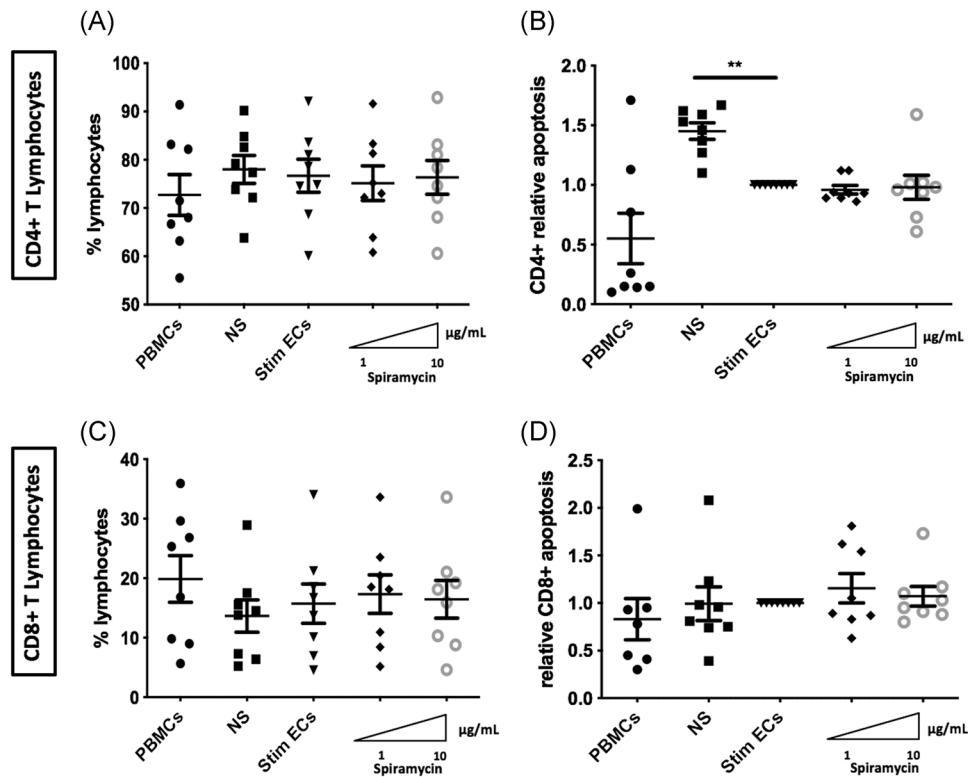 (A)
CD4+ T Lymphocytes
% lymphocytes
100
90
80
70
60
50
PBMCs
NS
Stim ECs
1
10
µg/mL
Spiramycin
(B)
CD4+ relative apoptosis
2.0
1.5
1.0
0.5
0.0
**
PBMCs
NS
Stim ECs
1
10
µg/mL
Spiramycin
(C)
CD8+ T Lymphocytes
% lymphocytes
40
30
20
10
0
PBMCs
NS
Stim ECs
1
10
µg/mL
Spiramycin
(D)
relative CD8+ apoptosis
2.5
2.0
1.5
1.0
0.5
0.0
PBMCs
NS
Stim ECs
1
10
µg/mL
Spiramycin